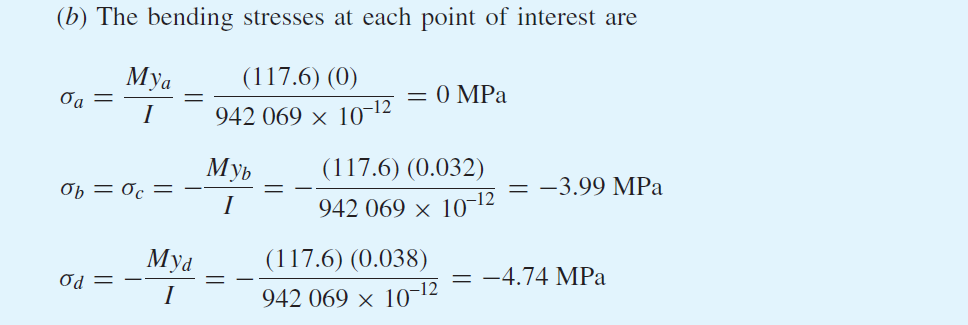 (b) The bending stresses at each point of interest are
σa = Mya / I = (117.6) (0) / 942 069 × 10⁻¹² = 0 MPa
σb = σc = −Myb / I = −(117.6) (0.032) / 942 069 × 10⁻¹² = −3.99 MPa
σd = −Myd / I = −(117.6) (0.038) / 942 069 × 10⁻¹² = −4.74 MPa